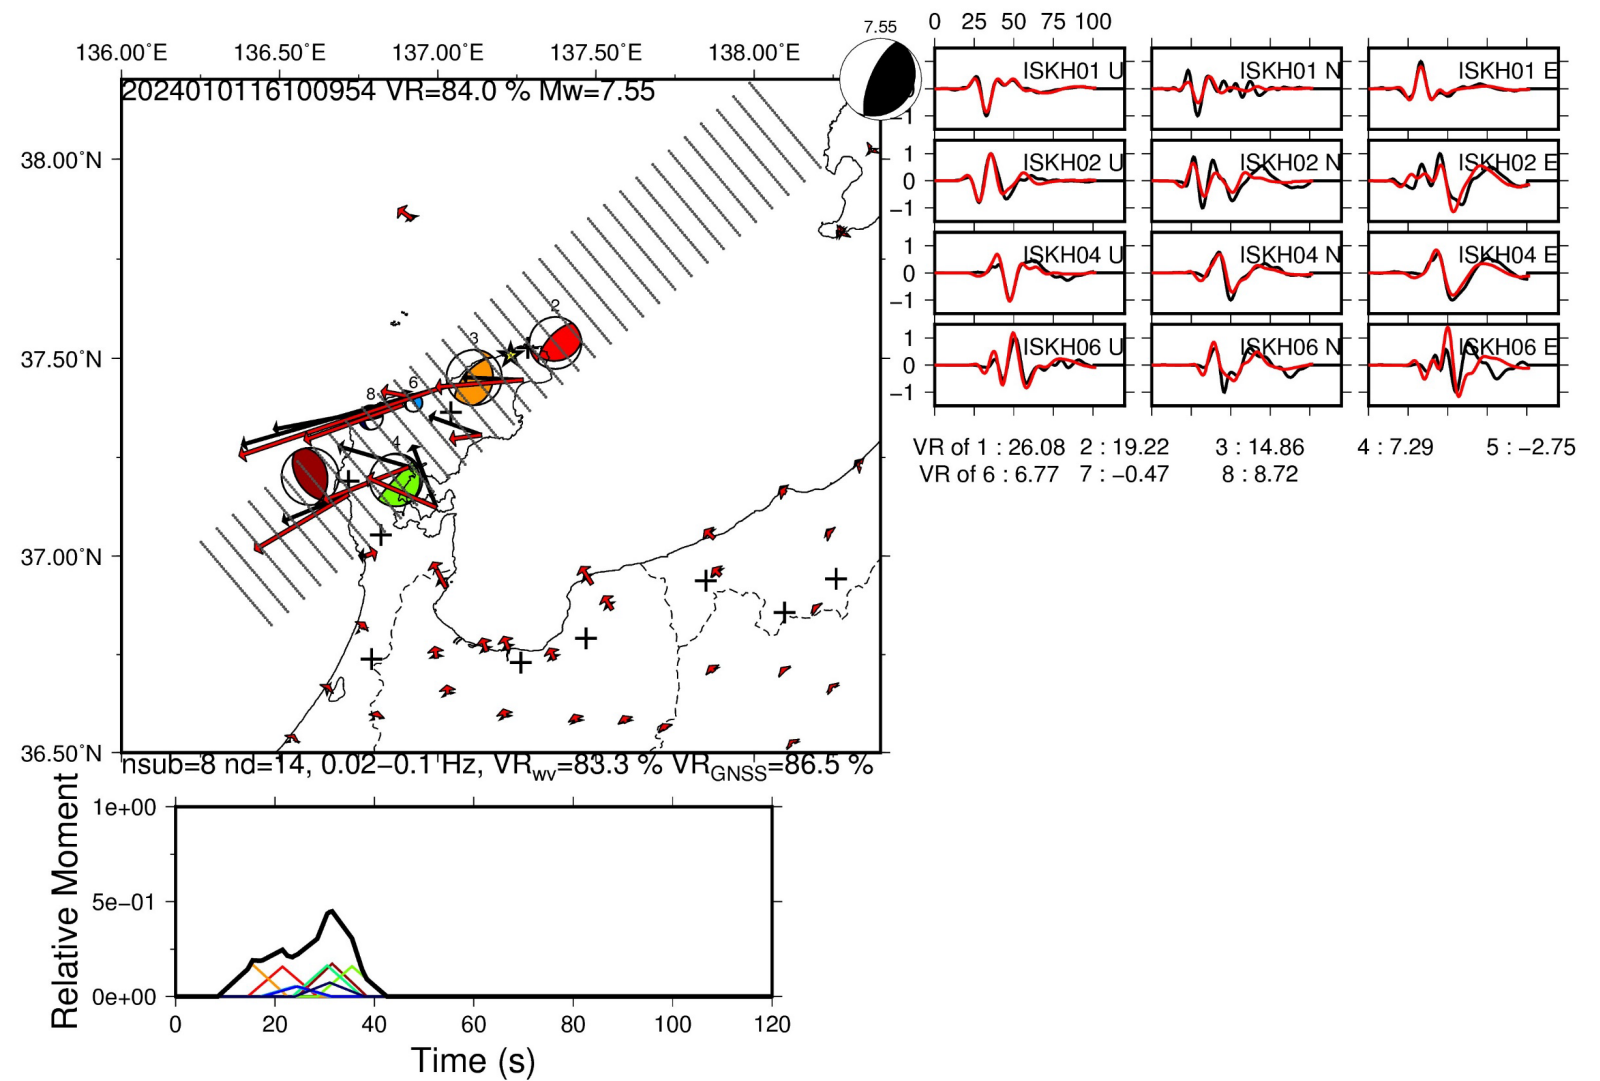 7.55
0 25 50 75 100
136.00°E 136.50°E 137.00°E 137.50°E 138.00°E
2024010116100954 VR=84.0 % Mw=7.55
38.00°N
37.50°N
37.00°N
36.50°N
2
3
6
8
4
nsub=8 nd=14, 0.02−0.1 Hz, VRwv=83.3 % VRGNSS=86.5 %
ISKH01 U ISKH01 N ISKH01 E
0
−1
ISKH02 U ISKH02 N ISKH02 E
1
0
−1
ISKH04 U ISKH04 N ISKH04 E
1
0
−1
ISKH06 U ISKH06 N ISKH06 E
1
0
−1
VR of 1 : 26.08 2 : 19.22 3 : 14.86 4 : 7.29 5 : −2.75
VR of 6 : 6.77 7 : −0.47 8 : 8.72
Relative Moment
1e+00
5e−01
0e+00
0 20 40 60 80 100 120
Time (s)